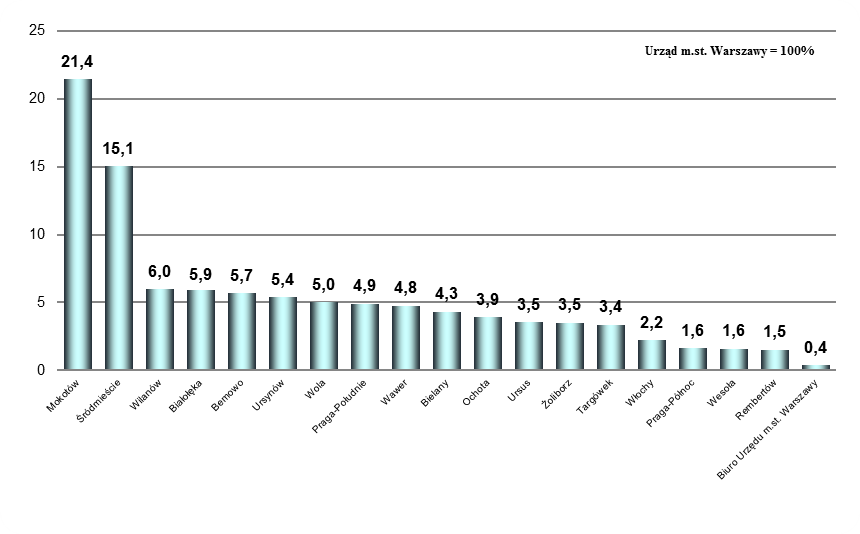 25
Urząd m.st. Warszawy = 100%
21,4
20
15,1
15
10
6,0 5,9 5,7 5,4 5,0 4,9 4,8 4,3 3,9 3,5 3,5 3,4 2,2 1,6 1,6 1,5 0,4
5
0
Mokotów
Śródmieście
Wilanów
Białołęka
Bemowo
Ursynów
Wola
Praga-Południe
Wawer
Bielany
Ochota
Ursus
Żoliborz
Targówek
Włochy
Praga-Północ
Wesoła
Rembertów
Biuro Urzędu m.st. Warszawy